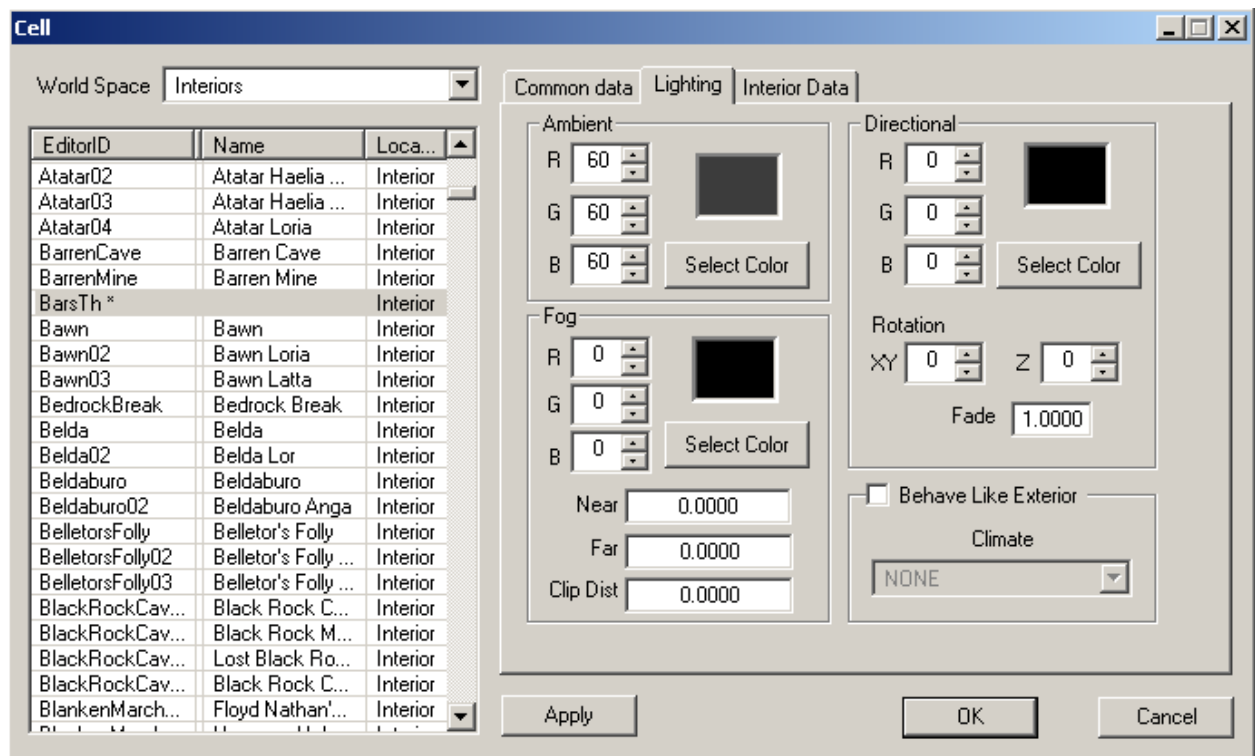 Cell
World Space Interiors
EditorID Name Loca...
Atatar02 Atatar Haelia ... Interior
Atatar03 Atatar Haelia ... Interior
Atatar04 Atatar Loria Interior
BarrenCave Barren Cave Interior
BarrenMine Barren Mine Interior
BarsTh * Interior
Bawn Bawn Interior
Bawn02 Bawn Loria Interior
Bawn03 Bawn Latta Interior
BedrockBreak Bedrock Break Interior
Belda Belda Interior
Belda02 Belda Lor Interior
Beldaburo Beldaburo Interior
Beldaburo02 Beldaburo Anga Interior
BelletorsFolly Belletor's Folly Interior
BelletorsFolly02 Belletor's Folly ... Interior
BelletorsFolly03 Belletor's Folly ... Interior
BlackRockCav... Black Rock C... Interior
BlackRockCav... Black Rock M... Interior
BlackRockCav... Lost Black Ro... Interior
BlackRockCav... Black Rock C... Interior
BlankenMarch... Floyd Nathan'... Interior
Common data Lighting Interior Data
Ambient
R 60
G 60
B 60 Select Color
Fog
R 0
G 0
B 0 Select Color
Near 0.0000
Far 0.0000
Clip Dist 0.0000
Directional
R 0
G 0
B 0 Select Color
Rotation
XY 0 Z 0
Fade 1.0000
Behave Like Exterior
Climate
NONE
Apply OK Cancel